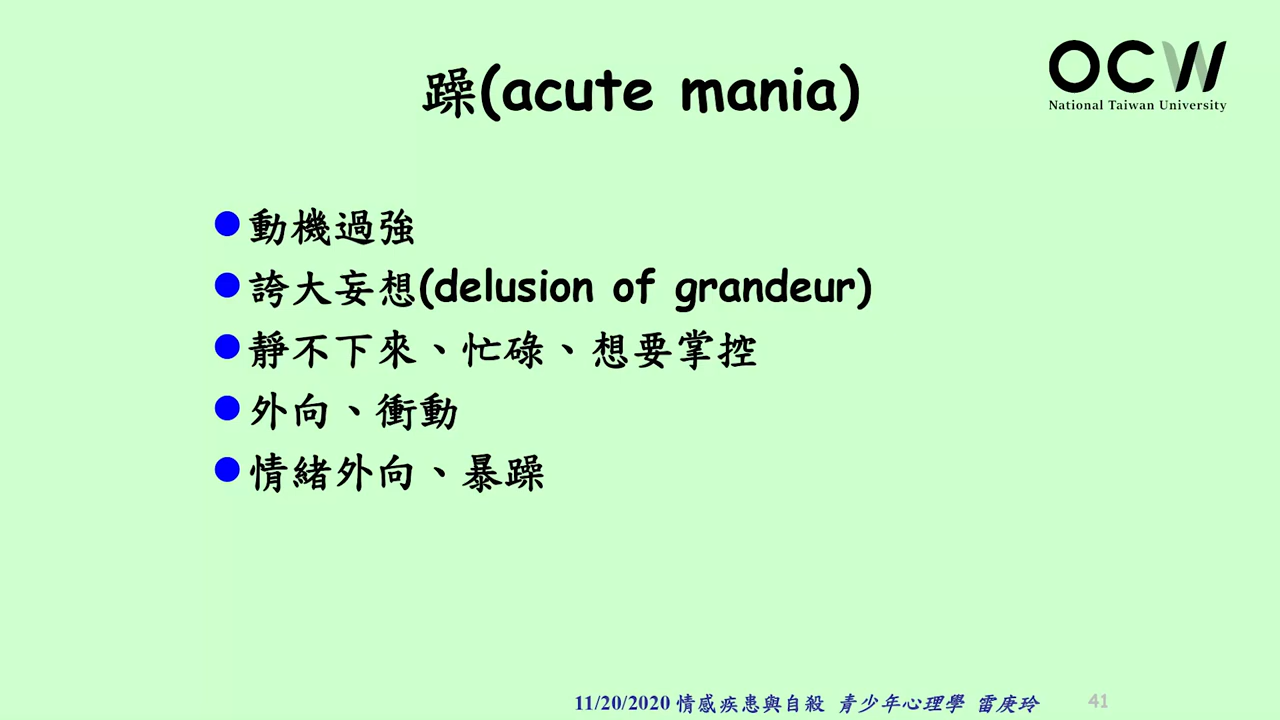 OCW
National Taiwan University
躁(acute mania)
動機過強
誇大妄想(delusion of grandeur)
靜不下來、忙碌、想要掌控
外向、衝動
情緒外向、暴躁
11/20/2020 情感疾患與自殺 青少年心理學 雷庚玲
41